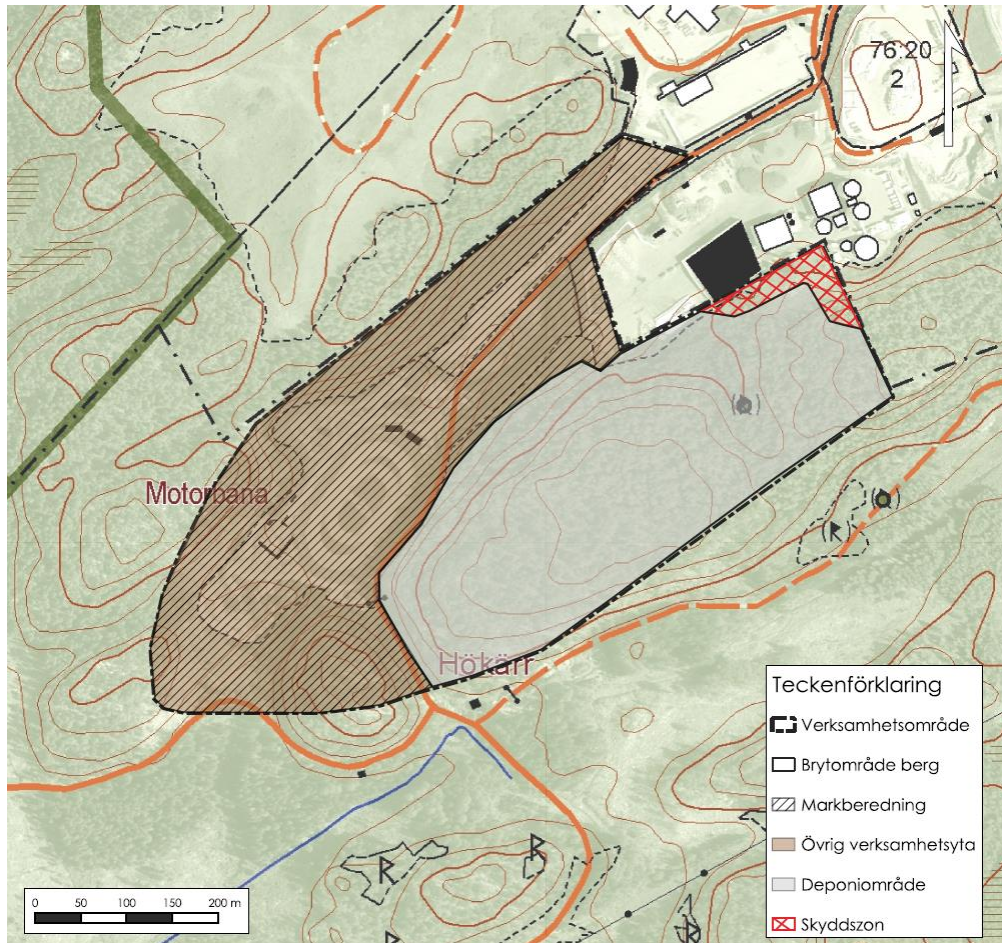 76:20
2
Motorbana
(R)
Hökärr
Teckenförklaring
Verksamhetsområde
Brytområde berg
Markberedning
Övrig verksamhetsyta
Deponiområde
Skyddszon
R
R
R
R
0 50 100 150 200 m